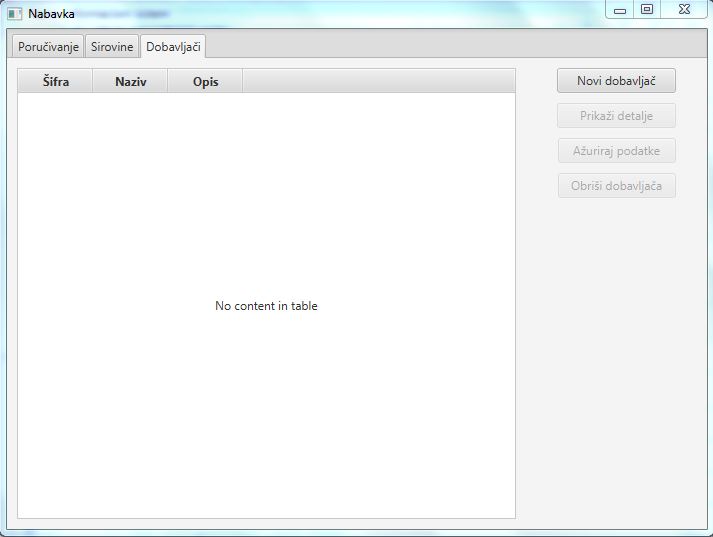 Nabavka
Poručivanje Sirovine Dobavljači
Šifra Naziv Opis
Novi dobavljač
Prikaži detalje
Ažuriraj podatke
Obriši dobavljača
No content in table